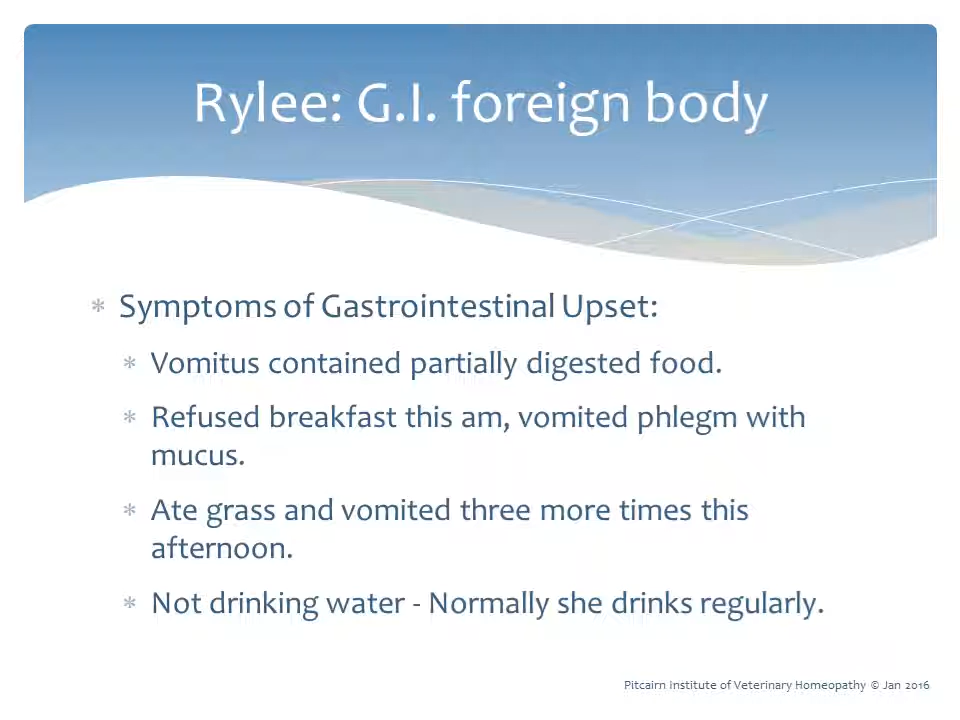 Rylee: G.I. foreign body
* Symptoms of Gastrointestinal Upset:
* Vomitus contained partially digested food.
* Refused breakfast this am, vomited phlegm with
mucus.
* Ate grass and vomited three more times this
afternoon.
* Not drinking water - Normally she drinks regularly.
Pitcairn Institute of Veterinary Homeopathy © Jan 2016